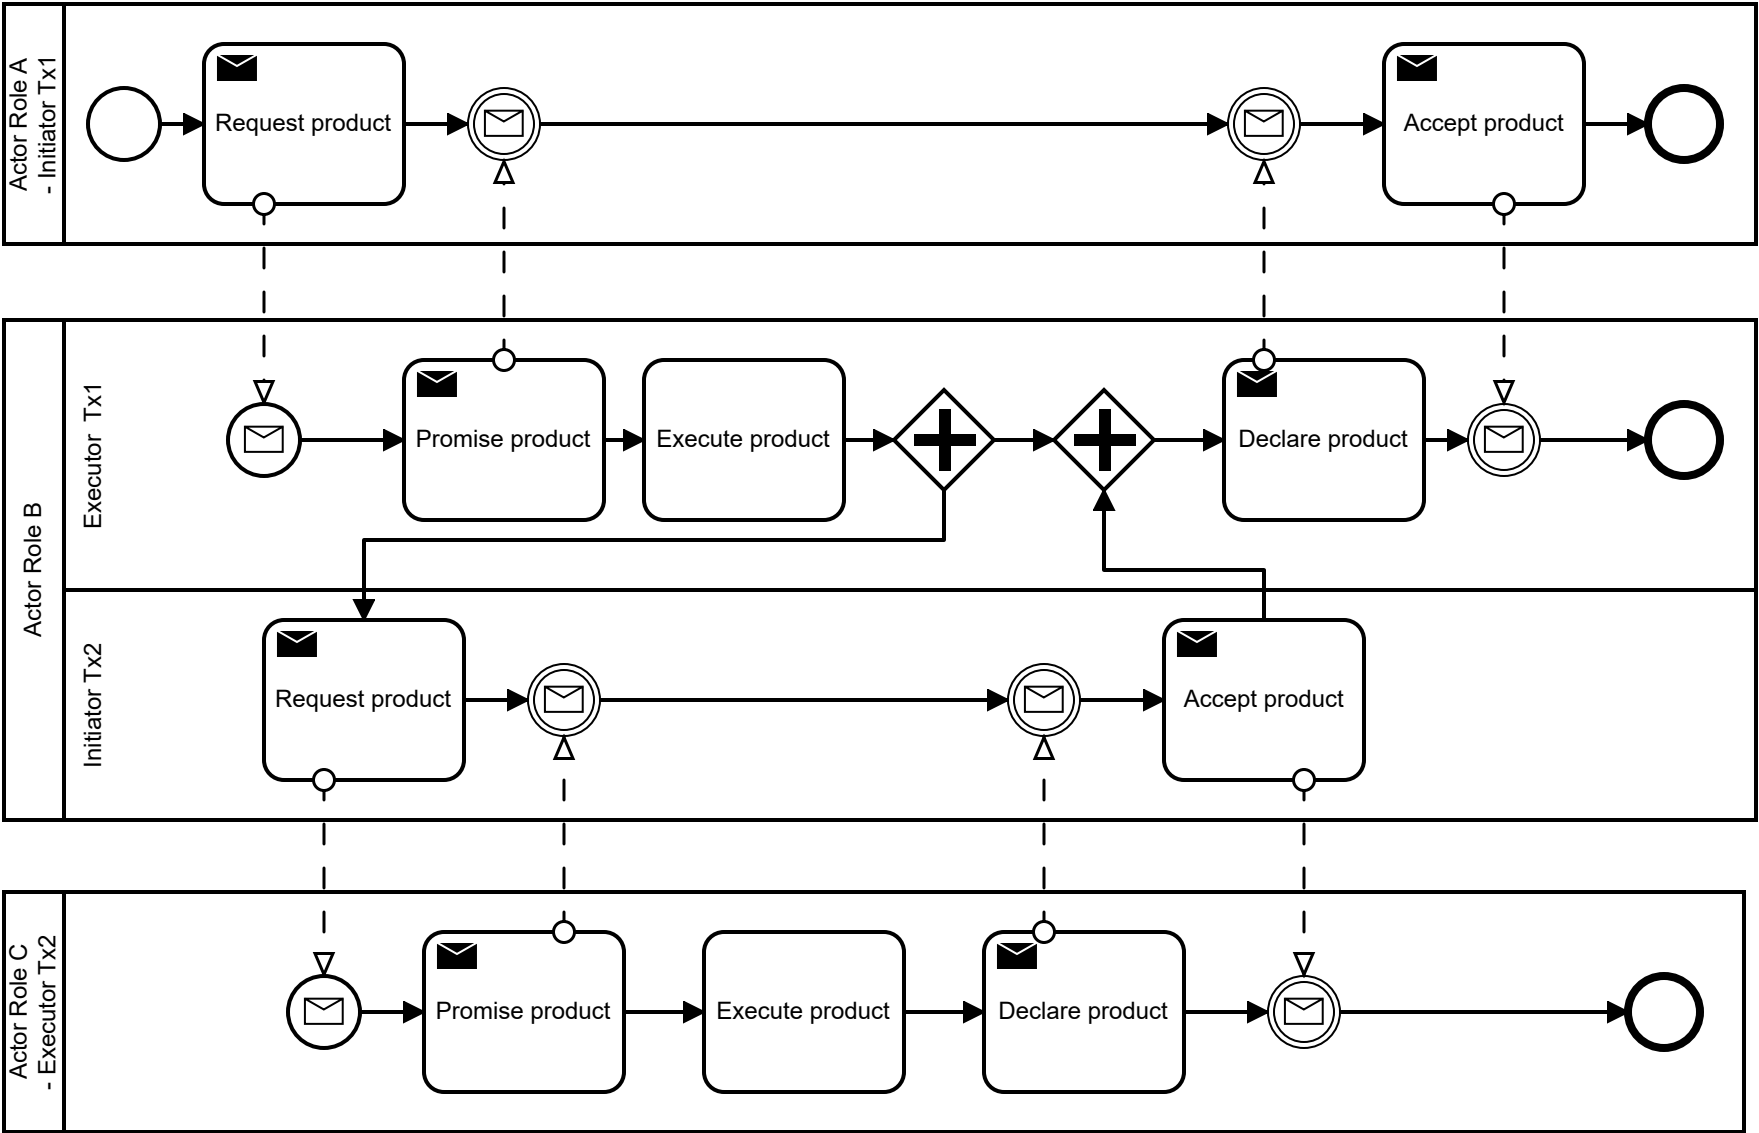 Actor Role A
- Initiator Tx1
Request product
Accept product
Actor Role B
Executor Tx1
Promise product
Execute product
Declare product
Initiator Tx2
Request product
Accept product
Actor Role C
- Executor Tx2
Promise product
Execute product
Declare product